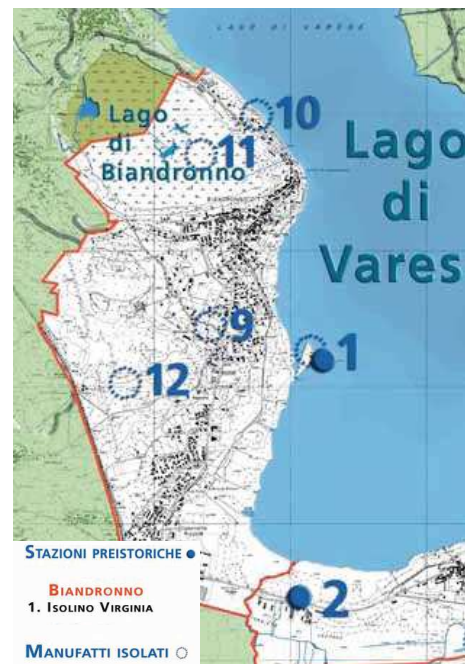 LAGO DI VARESE
10
Lago
di
Biandronno
11
Lago
di
Vares
9
1
12
2
STAZIONI PREISTORICHE
BIANDRONNO
1. ISOLINO VIRGINIA
MANUFATTI ISOLATI